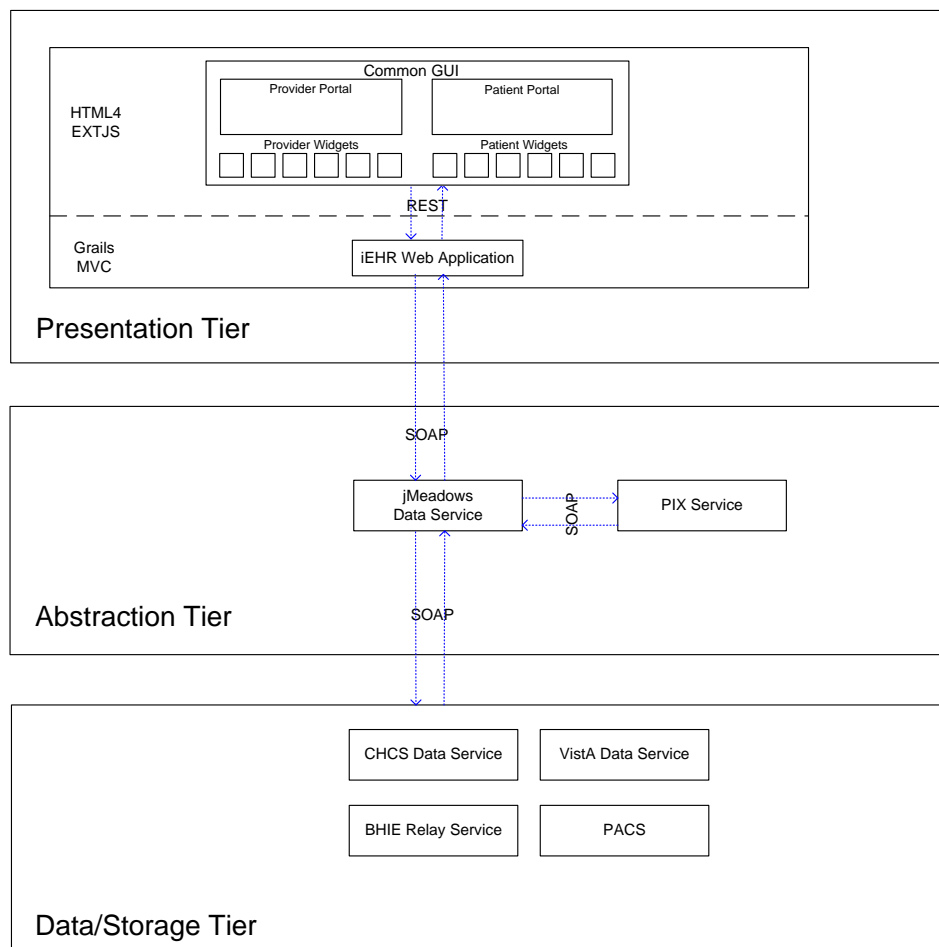 Common GUI
Provider Portal
Patient Portal
HTML4
EXTJS
Provider Widgets
Patient Widgets
REST
Grails
MVC
iEHR Web Application
Presentation Tier
SOAP
jMeadows
Data Service
SOAP
PIX Service
SOAP
Abstraction Tier
CHCS Data Service
VistA Data Service
BHIE Relay Service
PACS
Data/Storage Tier